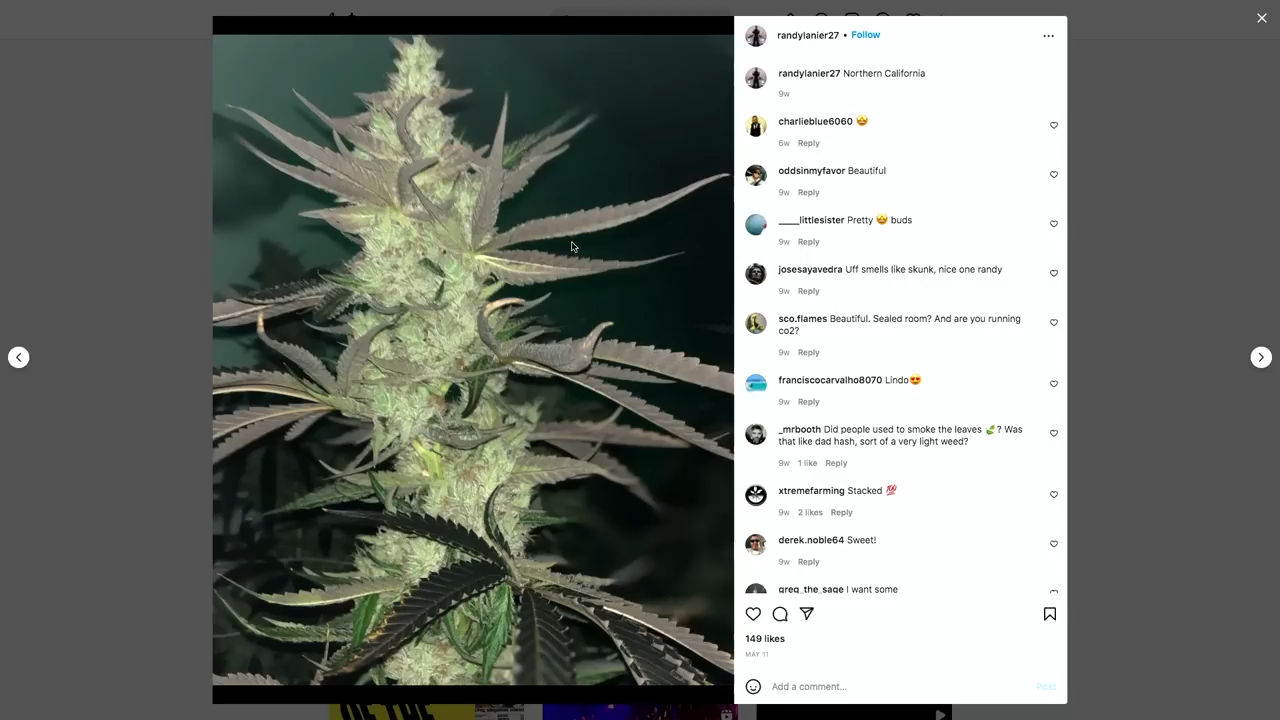 randylanier27 • Follow
randylanier27 Northern California
9w
charlieblue6060 🤩
6w Reply
oddsinmyfavor Beautiful
9w Reply
____littlesister Pretty 🤩 buds
9w Reply
josesayavedra Uff smells like skunk, nice one randy
9w Reply
sco.flames Beautiful. Sealed room? And are you running
co2?
9w Reply
franciscocarvalho8070 Lindo😍
9w Reply
_mrbooth Did people used to smoke the leaves 🍃? Was
that like dad hash, sort of a very light weed?
9w 1 like Reply
xtremefarming Stacked 💯
9w 2 likes Reply
derek.noble64 Sweet!
9w Reply
greg_the_sage I want some
149 likes
MAY 11
Add a comment...
Post